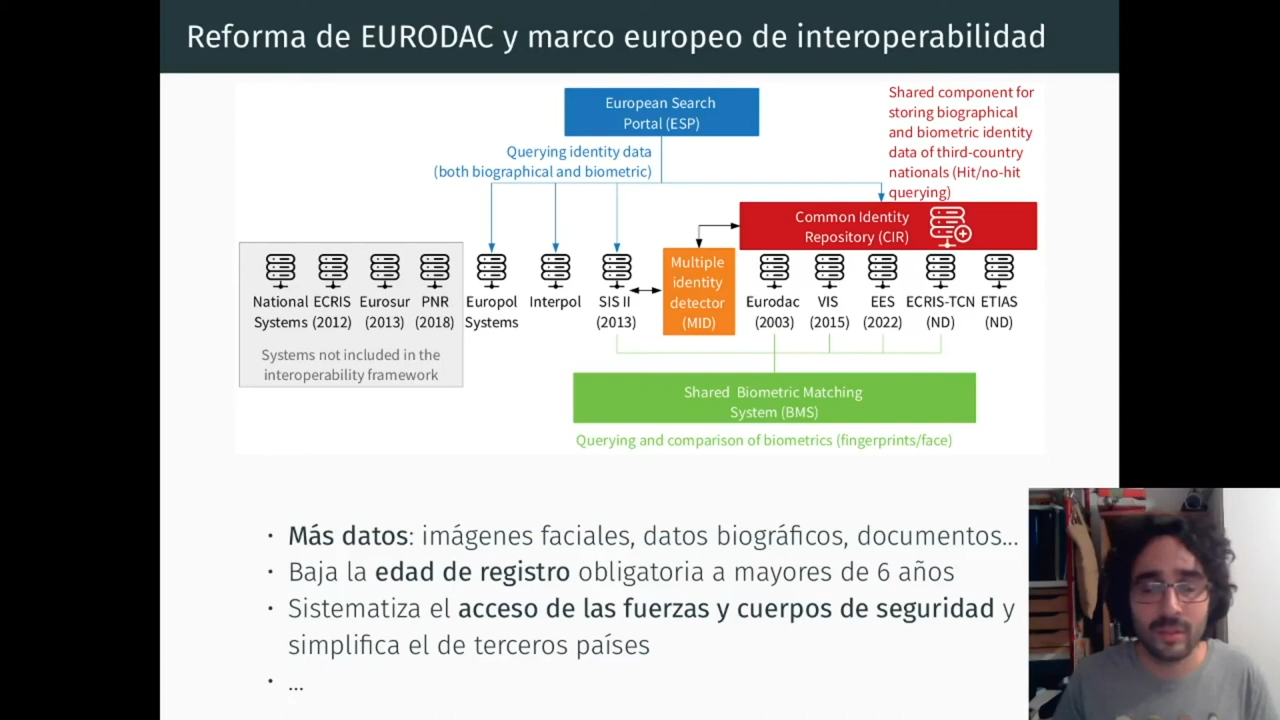 Reforma de EURODAC y marco europeo de interoperabilidad
European Search
Portal (ESP)
Querying identity data
(both biographical and biometric)
Shared component for
storing biographical
and biometric identity
data of third-country
nationals (Hit/no-hit
querying)
Common Identity
Repository (CIR)
Multiple
identity
detector
(MID)
National
Systems
ECRIS
(2012)
Eurosur
(2013)
PNR
(2018)
Europol
Systems
Interpol
SIS II
(2013)
Eurodac
(2003)
VIS
(2015)
EES
(2022)
ECRIS-TCN
(ND)
ETIAS
(ND)
Systems not included in the
interoperability framework
Shared Biometric Matching
System (BMS)
Querying and comparison of biometrics (fingerprints/face)
· Más datos: imágenes faciales, datos biográficos, documentos...
· Baja la edad de registro obligatoria a mayores de 6 años
· Sistematiza el acceso de las fuerzas y cuerpos de seguridad y
simplifica el de terceros países
· ...